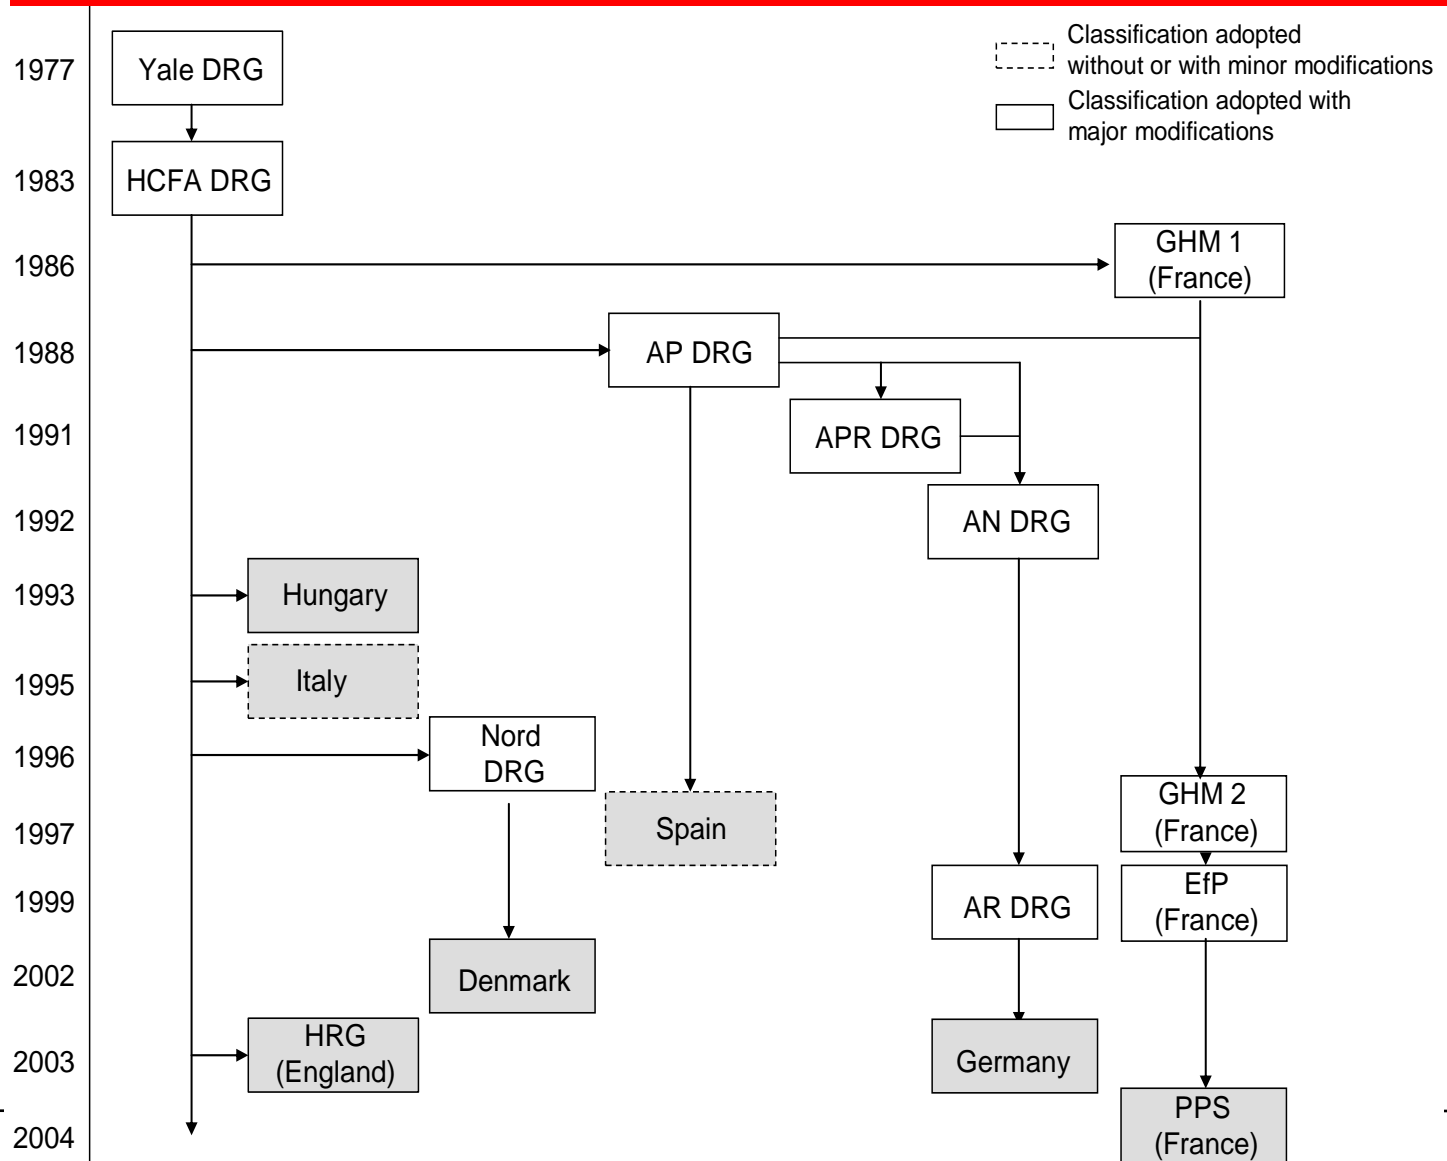 Classification adopted
without or with minor modifications
Classification adopted with
major modifications
1977
Yale DRG
1983
HCFA DRG
1986
GHM 1
(France)
1988
AP DRG
1991
APR DRG
1992
AN DRG
1993
Hungary
1995
Italy
1996
Nord
DRG
1997
Spain
GHM 2
(France)
1999
AR DRG
EfP
(France)
2002
Denmark
2003
HRG
(England)
Germany
2004
PPS
(France)